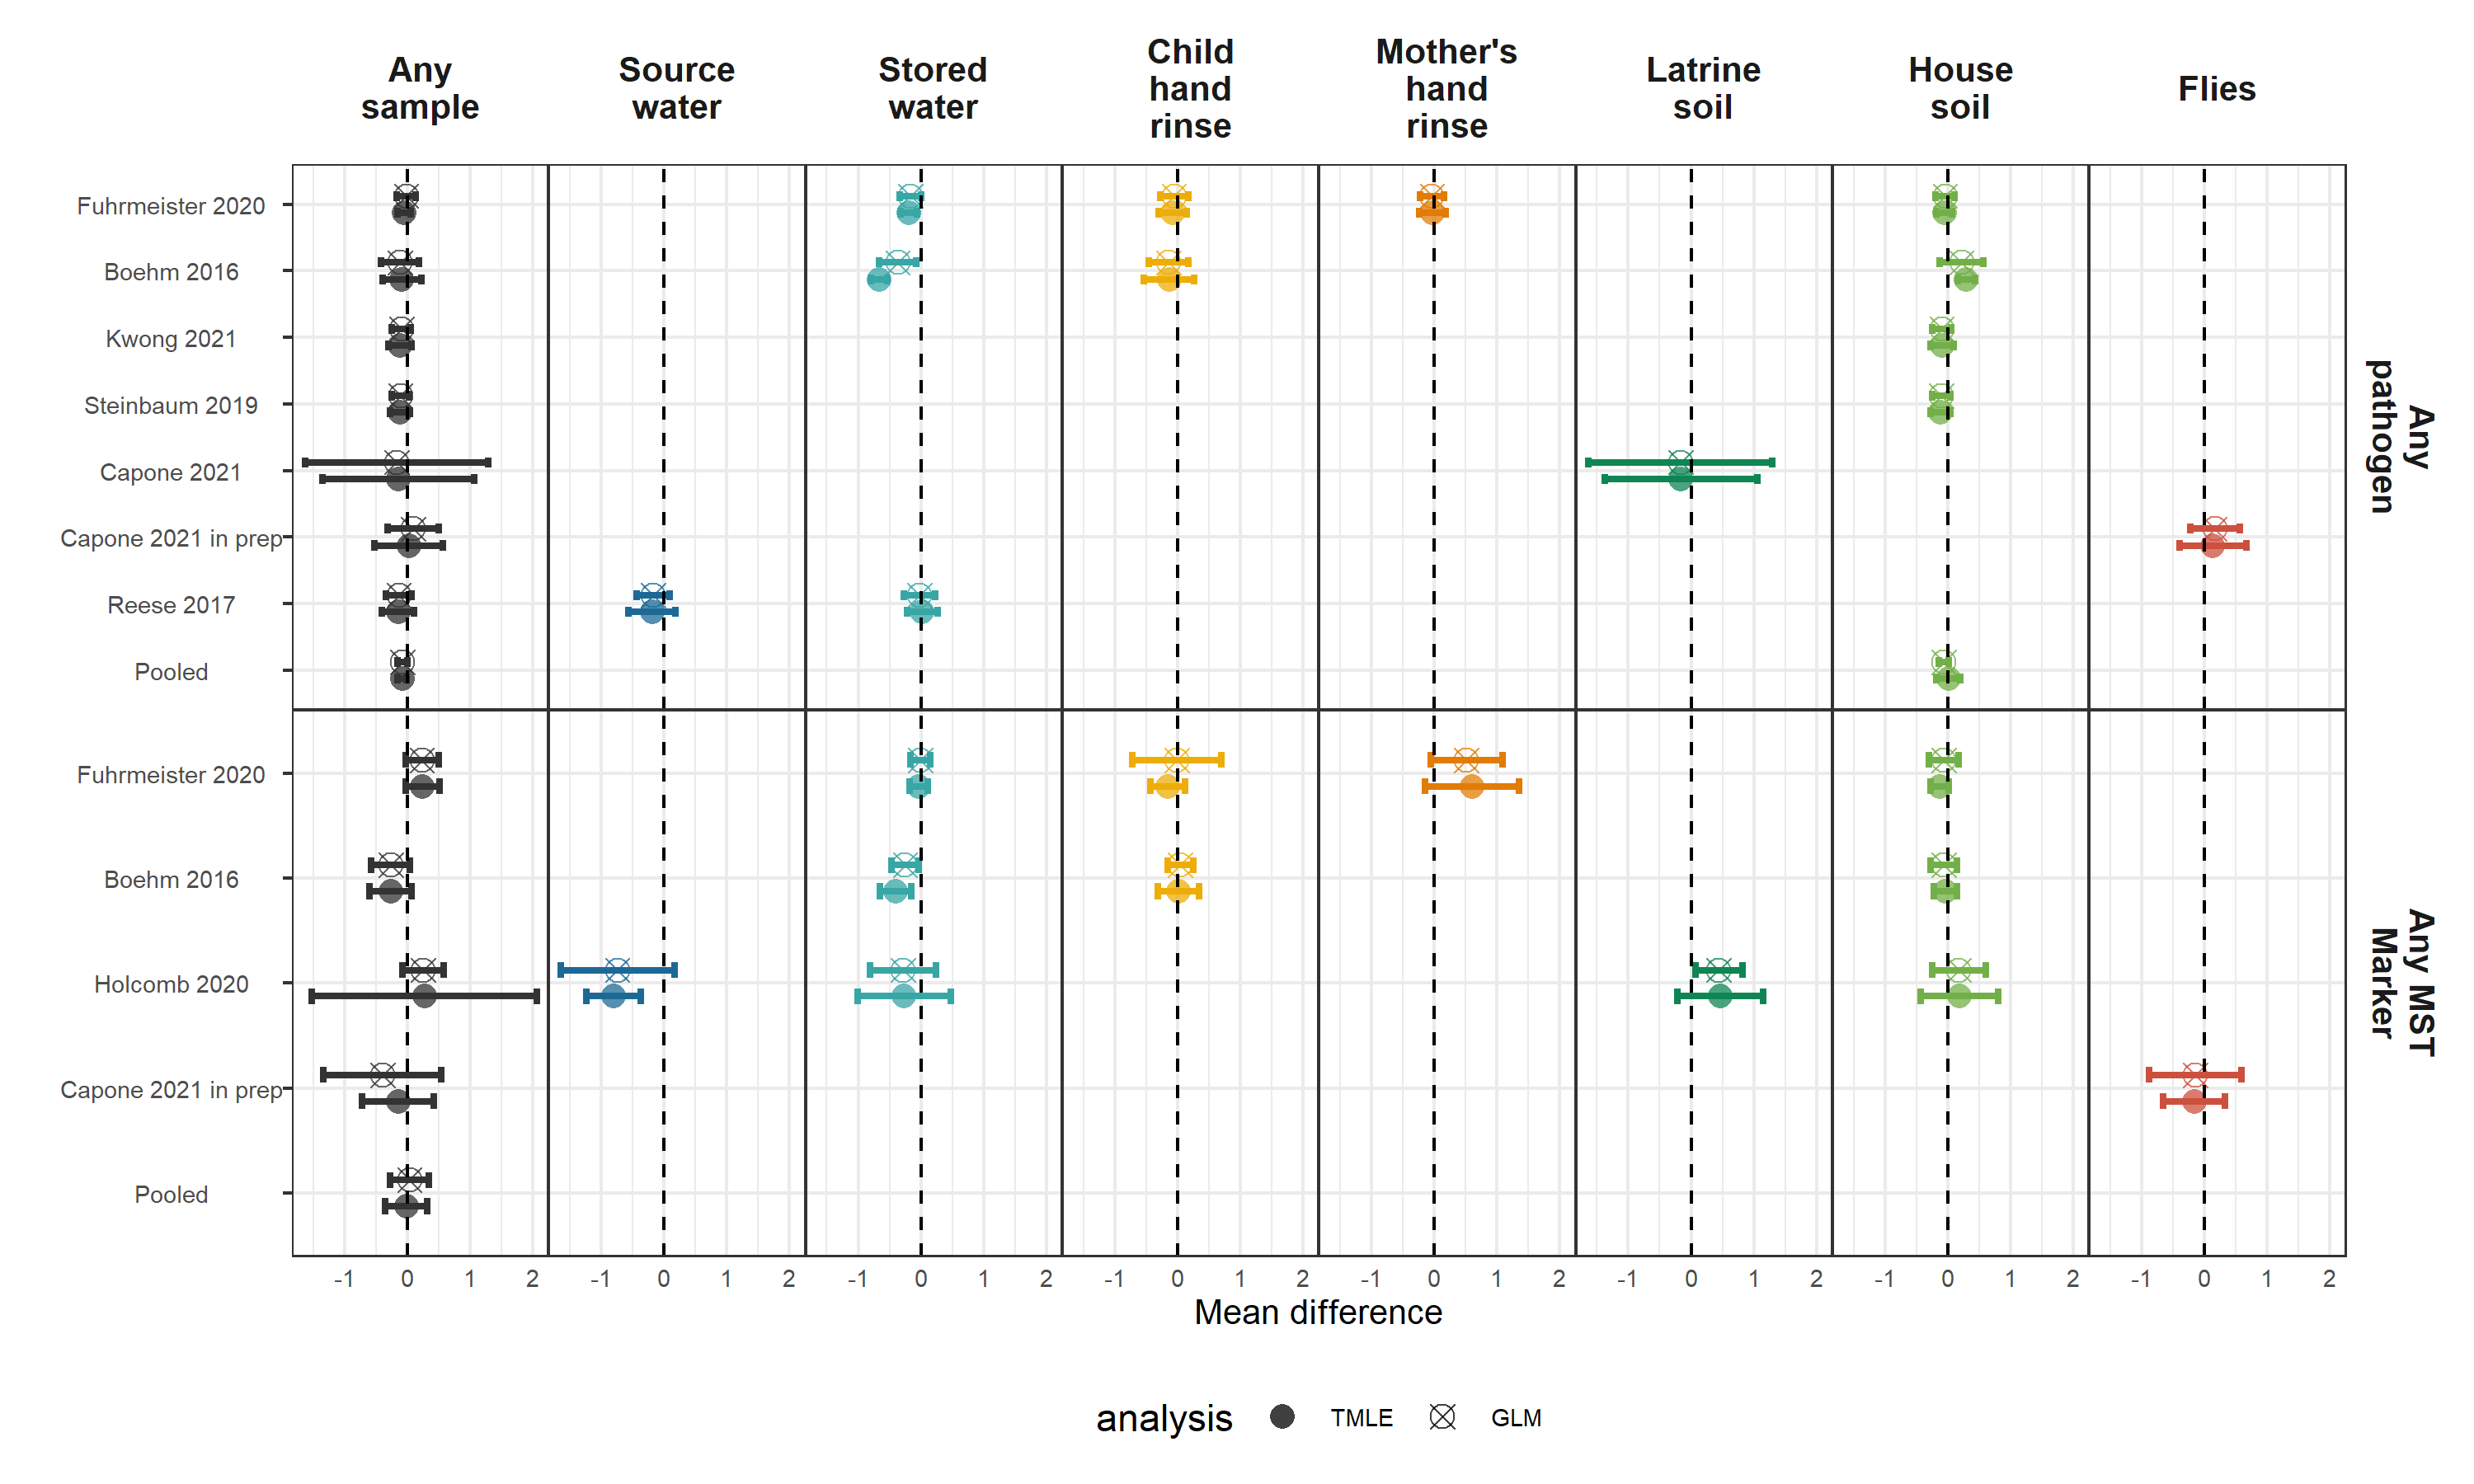 Any
sample
Source
water
Stored
water
Child
hand
rinse
Mother's
hand
rinse
Latrine
soil
House
soil
Flies
Fuhrmeister 2020
Boehm 2016
Kwong 2021
Steinbaum 2019
Capone 2021
Capone 2021 in prep
Reese 2017
Pooled
Any
pathogen
Fuhrmeister 2020
Boehm 2016
Holcomb 2020
Capone 2021 in prep
Pooled
Any MST
Marker
-1 0 1 2 -1 0 1 2 -1 0 1 2 -1 0 1 2 -1 0 1 2 -1 0 1 2 -1 0 1 2 -1 0 1 2
Mean difference
analysis TMLE GLM